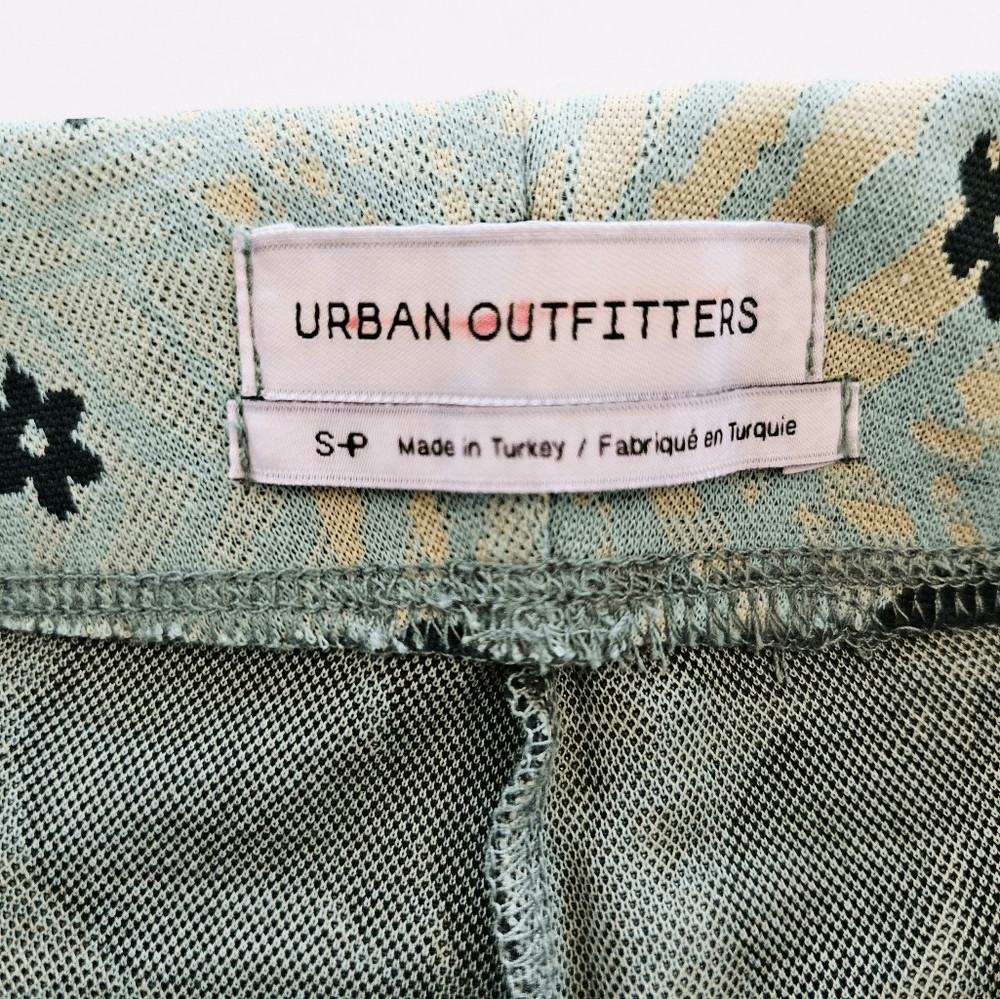 URBAN OUTFITTERS
S-P Made in Turkey / Fabriqué en Turquie